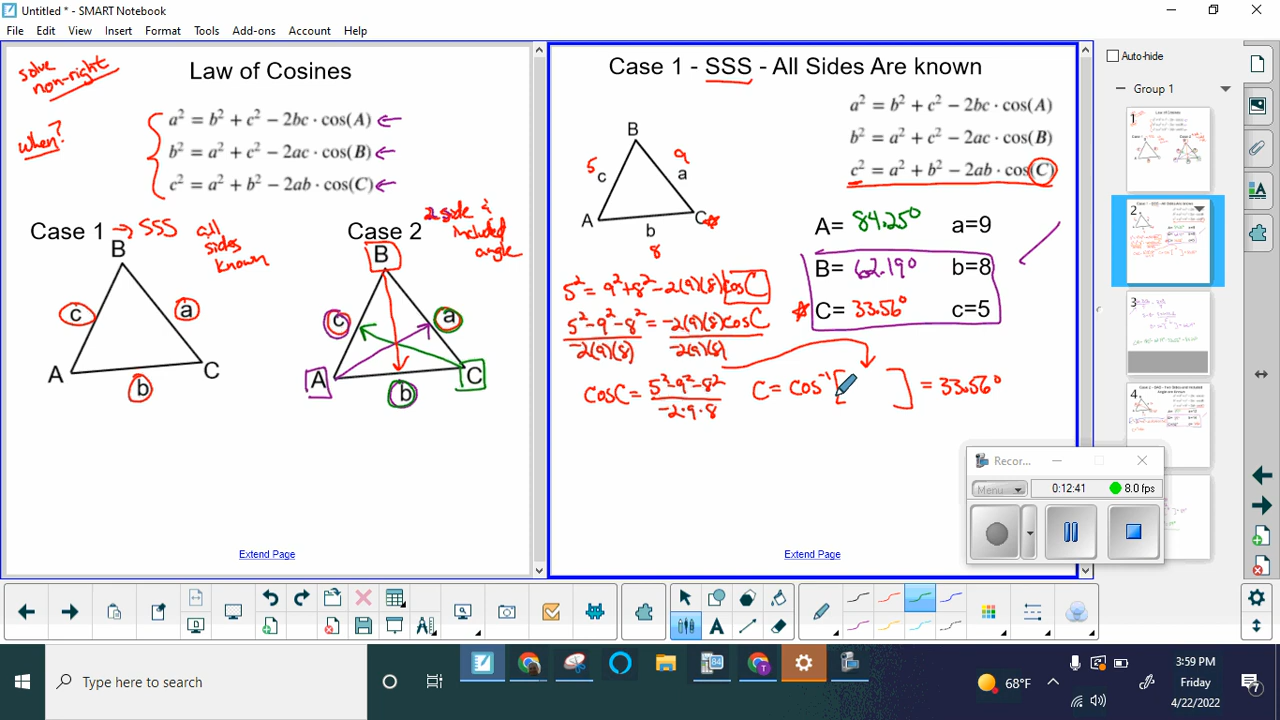 Untitled * - SMART Notebook
File Edit View Insert Format Tools Add-ons Account Help
solve
non-right
when?
Law of Cosines
a² = b² + c² − 2bc · cos(A)
b² = a² + c² − 2ac · cos(B)
c² = a² + b² − 2ab · cos(C)
Case 1 → SSS
all
sides
known
B
c
a
A
b
C
Case 2
2 side &
included
angle
B
c
a
A
b
C
Extend Page
Case 1 - SSS - All Sides Are known
a² = b² + c² − 2bc · cos(A)
b² = a² + c² − 2ac · cos(B)
c² = a² + b² − 2ab · cos(C)
B
5
c
9
a
A
b
8
C
A= 84.25° a=9
B= 62.19° b=8
C= 33.56° c=5
5² = 9² + 8² - 2(9)(8) cos C
5² - 9² - 8² = -2(9)(8) cos C
-2(9)(8) -2(9)(8)
cos C = 5² - 9² - 8²
-2·9·8
C = cos⁻¹[ ] = 33.56°
Extend Page
Auto-hide
Group 1
1
2
3
4
Recor...
Menu...
0:12:41
8.0 fps
Type here to search
84
T
68°F
3:59 PM
Friday
4/22/2022
7